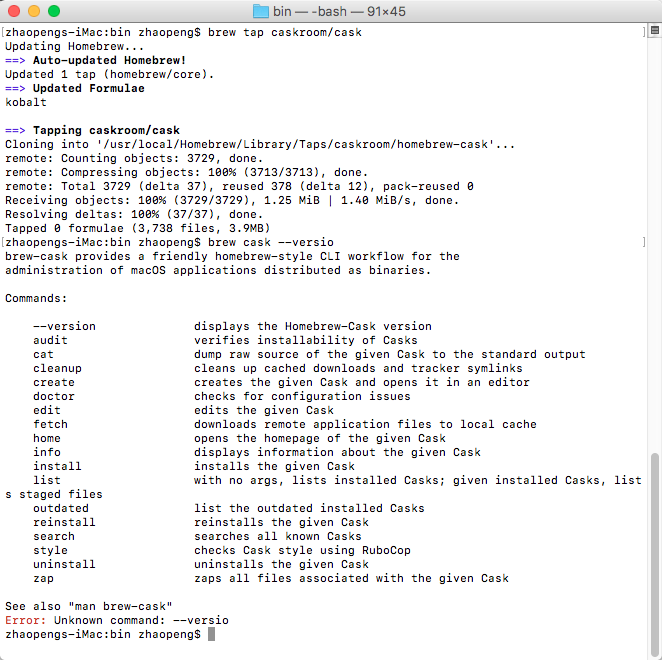 bin — -bash — 91×45
[zhaopengs-iMac:bin zhaopeng$ brew tap caskroom/cask ]
Updating Homebrew...
==> Auto-updated Homebrew!
Updated 1 tap (homebrew/core).
==> Updated Formulae
kobalt
==> Tapping caskroom/cask
Cloning into '/usr/local/Homebrew/Library/Taps/caskroom/homebrew-cask'...
remote: Counting objects: 3729, done.
remote: Compressing objects: 100% (3713/3713), done.
remote: Total 3729 (delta 37), reused 378 (delta 12), pack-reused 0
Receiving objects: 100% (3729/3729), 1.25 MiB | 1.40 MiB/s, done.
Resolving deltas: 100% (37/37), done.
Tapped 0 formulae (3,738 files, 3.9MB)
[zhaopengs-iMac:bin zhaopeng$ brew cask --versio ]
brew-cask provides a friendly homebrew-style CLI workflow for the
administration of macOS applications distributed as binaries.
Commands:
--version displays the Homebrew-Cask version
audit verifies installability of Casks
cat dump raw source of the given Cask to the standard output
cleanup cleans up cached downloads and tracker symlinks
create creates the given Cask and opens it in an editor
doctor checks for configuration issues
edit edits the given Cask
fetch downloads remote application files to local cache
home opens the homepage of the given Cask
info displays information about the given Cask
install installs the given Cask
list with no args, lists installed Casks; given installed Casks, list
s staged files
outdated list the outdated installed Casks
reinstall reinstalls the given Cask
search searches all known Casks
style checks Cask style using RuboCop
uninstall uninstalls the given Cask
zap zaps all files associated with the given Cask
See also "man brew-cask"
Error: Unknown command: --versio
zhaopengs-iMac:bin zhaopeng$